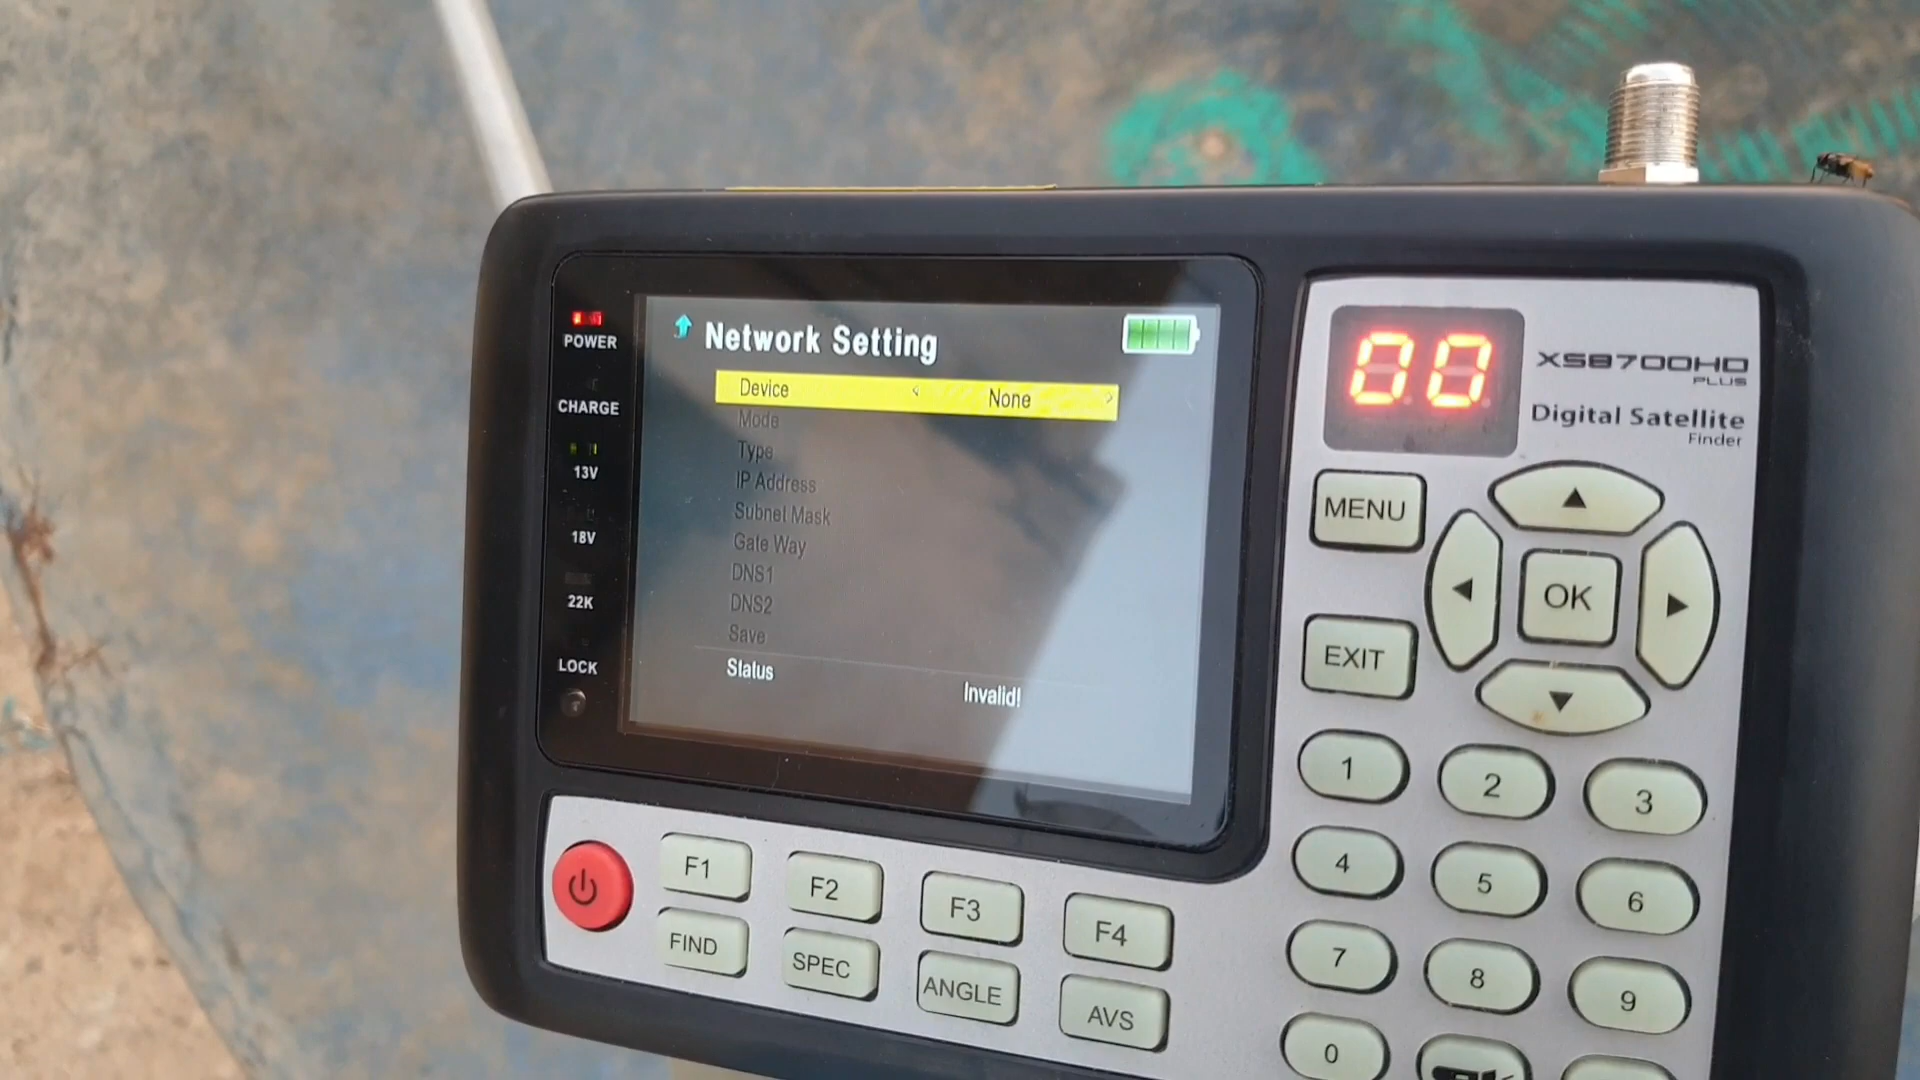 POWER
CHARGE
13V
18V
22K
LOCK
Network Setting
Device None
Mode
Type
IP Address
Subnet Mask
Gate Way
DNS1
DNS2
Save
Status
Invalid!
00
XS8700HD
PLUS
Digital Satellite
Finder
MENU
OK
EXIT
1
2
3
4
5
6
7
8
9
0
F1
F2
F3
F4
FIND
SPEC
ANGLE
AVS